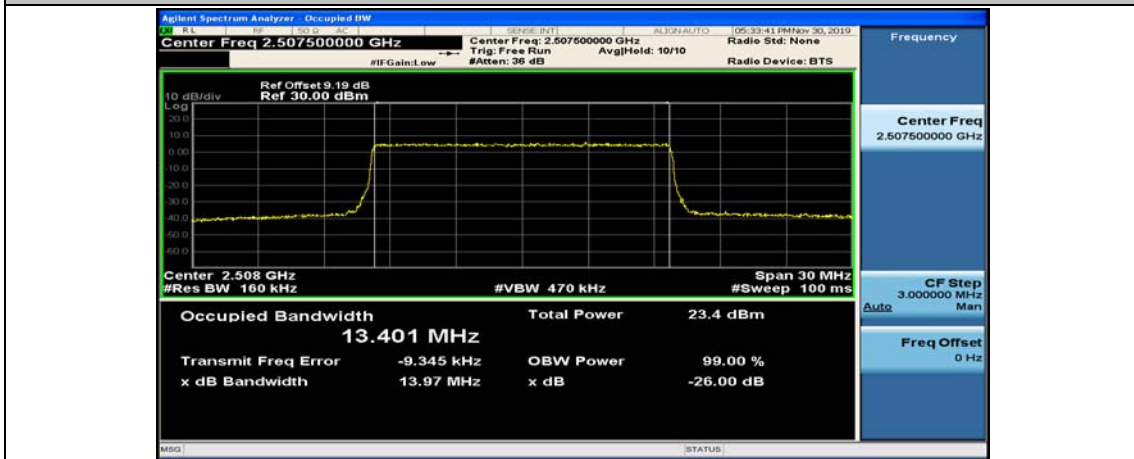 Agilent Spectrum Analyzer - Occupied BW
RL RF 50 Ω AC SENSE:INT ALIGN AUTO 05:33:41 PM Nov 30, 2019
Center Freq 2.507500000 GHz
Center Freq: 2.507500000 GHz
Radio Std: None
Trig: Free Run Avg|Hold: 10/10
#IFGain:Low
#Atten: 36 dB
Radio Device: BTS
Frequency
Ref Offset 9.19 dB
10 dB/div Ref 30.00 dBm
Log
20.0
10.0
0.00
-10.0
-20.0
-30.0
-40.0
-50.0
-60.0
Center Freq
2.507500000 GHz
Center 2.508 GHz
Span 30 MHz
#Res BW 160 kHz
#VBW 470 kHz
#Sweep 100 ms
CF Step
3.000000 MHz
Auto Man
Freq Offset
0 Hz
Occupied Bandwidth
13.401 MHz
Total Power 23.4 dBm
Transmit Freq Error -9.345 kHz
OBW Power 99.00 %
x dB Bandwidth 13.97 MHz
x dB -26.00 dB
MSG
STATUS